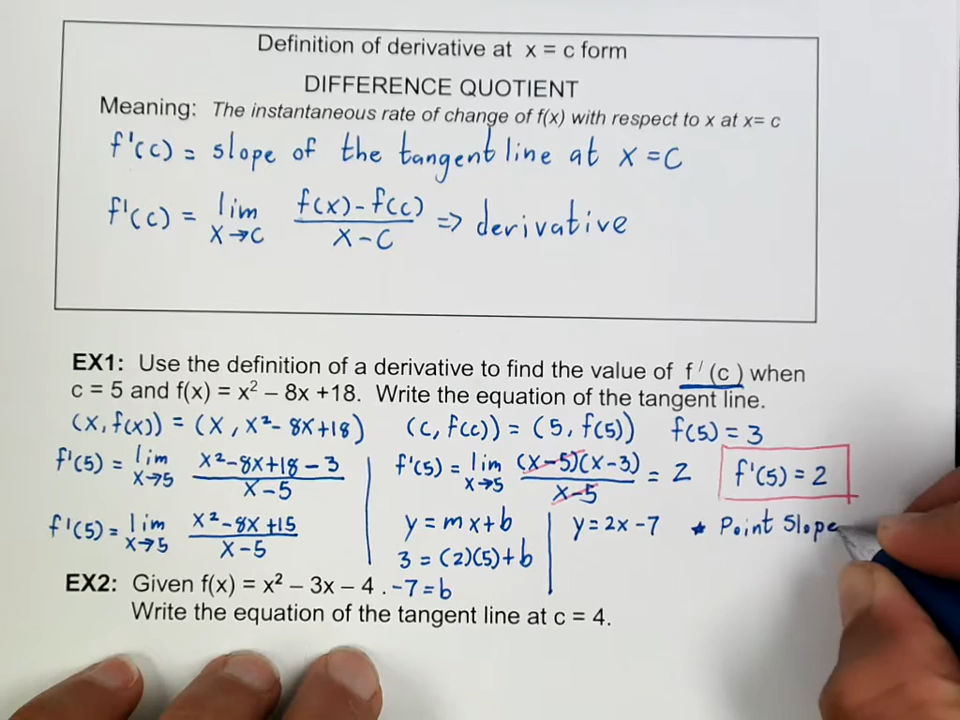 Definition of derivative at x = c form
DIFFERENCE QUOTIENT
Meaning: The instantaneous rate of change of f(x) with respect to x at x= c
f'(c) = slope of the tangent line at x = c
f'(c) = lim x→c f(x) - f(c) / x - c => derivative
EX1: Use the definition of a derivative to find the value of f ' (c ) when
c = 5 and f(x) = x² – 8x +18. Write the equation of the tangent line.
(x, f(x)) = (x, x² - 8x + 18) (c, f(c)) = (5, f(5)) f(5) = 3
f'(5) = lim x→5 x² - 8x + 18 - 3 / x - 5
f'(5) = lim x→5 x² - 8x + 15 / x - 5
f'(5) = lim x→5 (x-5)(x-3) / x-5 = 2
f'(5) = 2
y = mx + b
3 = (2)(5) + b
-7 = b
y = 2x - 7
* Point Slope
EX2: Given f(x) = x² – 3x – 4 .
Write the equation of the tangent line at c = 4.